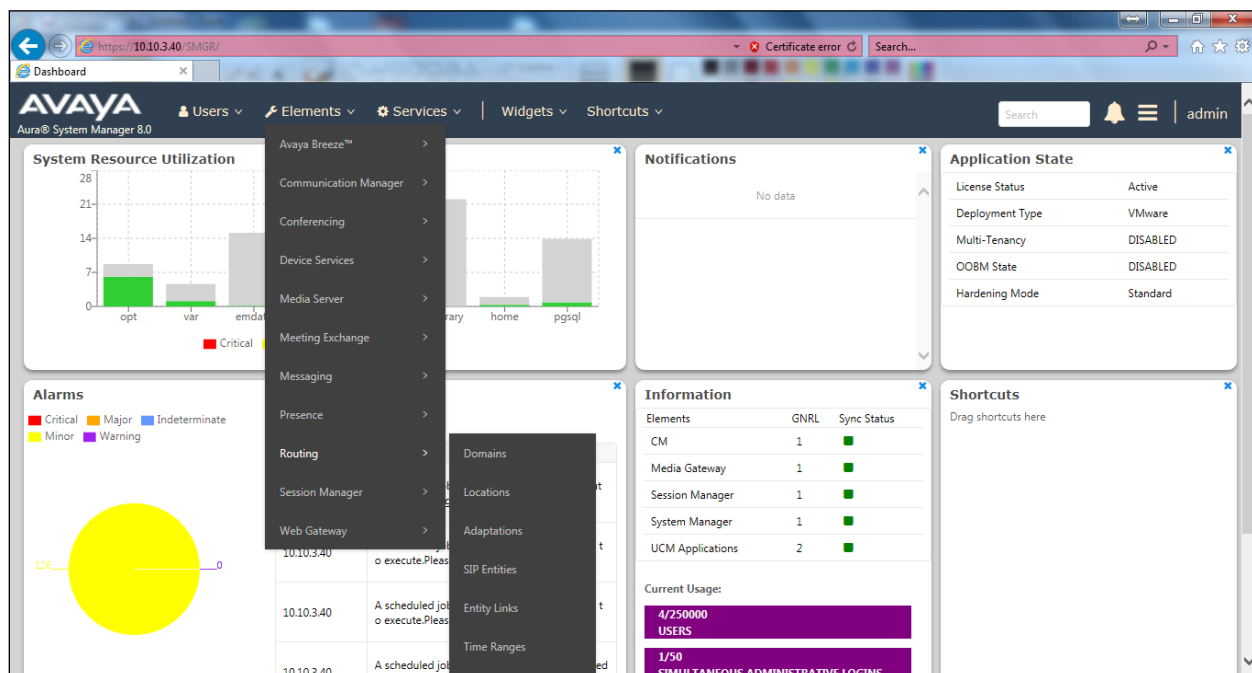 https://10.10.3.40/SMGR/
Certificate error
Search...
Dashboard
AVAYA
Aura® System Manager 8.0
Users
Elements
Services
Widgets
Shortcuts
Search
admin
System Resource Utilization
28
21
14
7
0
opt
var
emdat
rary
home
pgsql
Critical
Avaya Breeze™
Communication Manager
Conferencing
Device Services
Media Server
Meeting Exchange
Messaging
Presence
Routing
Session Manager
Web Gateway
Domains
Locations
Adaptations
SIP Entities
Entity Links
Time Ranges
Notifications
No data
Application State
License Status Active
Deployment Type VMware
Multi-Tenancy DISABLED
OOBM State DISABLED
Hardening Mode Standard
Alarms
Critical Major Indeterminate
Minor Warning
0
10.10.3.40
o execute.Pleas
10.10.3.40 A scheduled job t
o execute.Pleas
10.10.3.40 A scheduled job ed
Information
Elements GNRL Sync Status
CM 1
Media Gateway 1
Session Manager 1
System Manager 1
UCM Applications 2
Current Usage:
4/250000
USERS
1/50
SIMULTANEOUS ADMINISTRATIVE LOGINS
Shortcuts
Drag shortcuts here